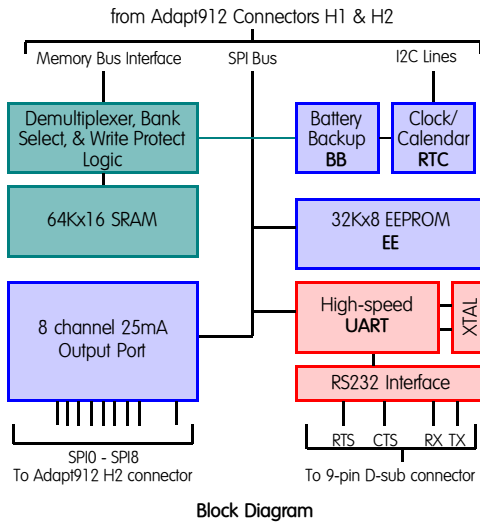 from Adapt912 Connectors H1 & H2
Memory Bus Interface
SPI Bus
I2C Lines
Demultiplexer, Bank
Select, & Write Protect
Logic
Battery
Backup
BB
Clock/
Calendar
RTC
64Kx16 SRAM
32Kx8 EEPROM
EE
8 channel 25mA
Output Port
High-speed
UART
XTAL
RS232 Interface
RTS
CTS
RX
TX
SPI0 - SPI8
To Adapt912 H2 connector
To 9-pin D-sub connector
Block Diagram